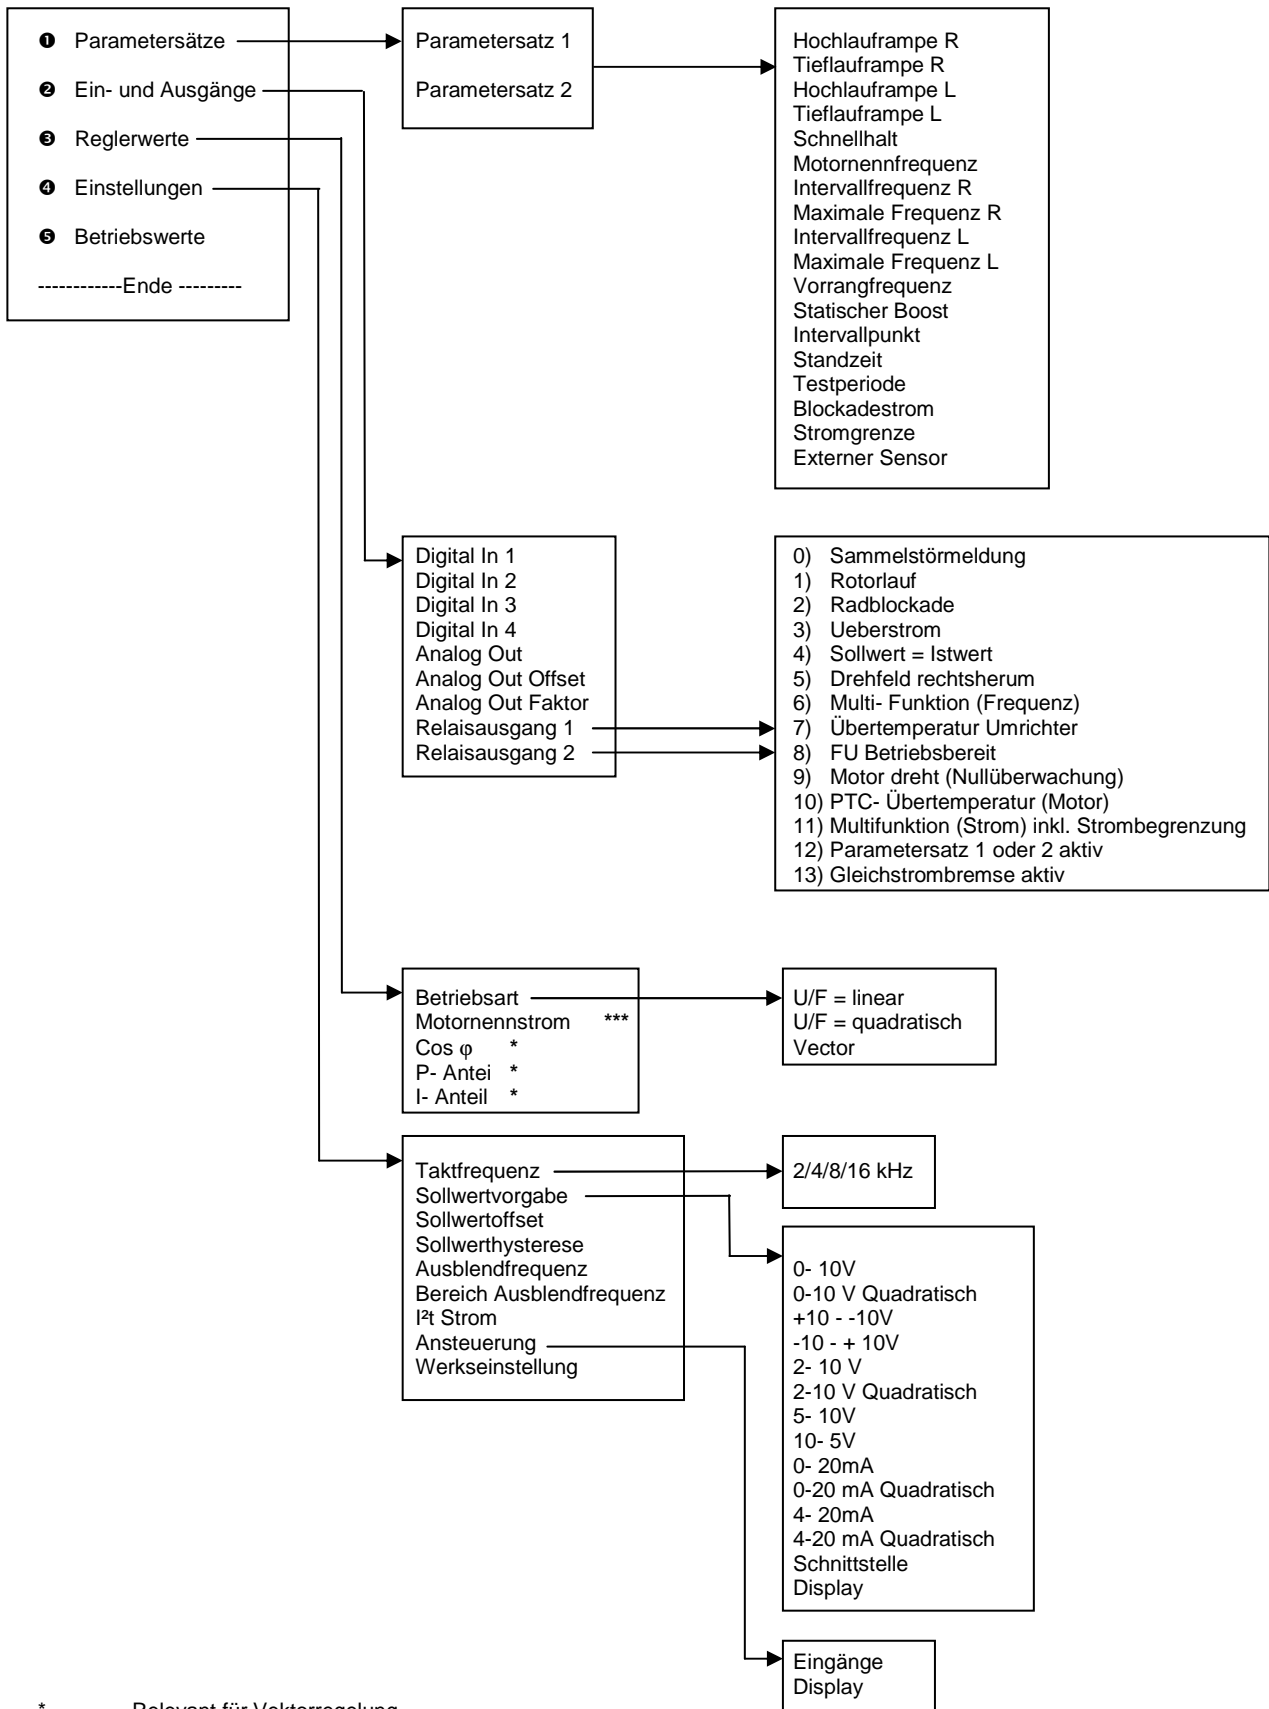 ❶ Parametersätze
❷ Ein- und Ausgänge
❸ Reglerwerte
❹ Einstellungen
❺ Betriebswerte
------------Ende ---------
Parametersatz 1
Parametersatz 2
Hochlauframpe R
Tieflauframpe R
Hochlauframpe L
Tieflauframpe L
Schnellhalt
Motornennfrequenz
Intervallfrequenz R
Maximale Frequenz R
Intervallfrequenz L
Maximale Frequenz L
Vorrangfrequenz
Statischer Boost
Intervallpunkt
Standzeit
Testperiode
Blockadestrom
Stromgrenze
Externer Sensor
Digital In 1
Digital In 2
Digital In 3
Digital In 4
Analog Out
Analog Out Offset
Analog Out Faktor
Relaisausgang 1
Relaisausgang 2
0) Sammelstörmeldung
1) Rotorlauf
2) Radblockade
3) Ueberstrom
4) Sollwert = Istwert
5) Drehfeld rechtsherum
6) Multi- Funktion (Frequenz)
7) Übertemperatur Umrichter
8) FU Betriebsbereit
9) Motor dreht (Nullüberwachung)
10) PTC- Übertemperatur (Motor)
11) Multifunktion (Strom) inkl. Strombegrenzung
12) Parametersatz 1 oder 2 aktiv
13) Gleichstrombremse aktiv
Betriebsart
Motornennstrom ***
Cos φ *
P- Antei *
I- Anteil *
U/F = linear
U/F = quadratisch
Vector
Taktfrequenz
Sollwertvorgabe
Sollwertoffset
Sollwerthysterese
Ausblendfrequenz
Bereich Ausblendfrequenz
I²t Strom
Ansteuerung
Werkseinstellung
2/4/8/16 kHz
0- 10V
0-10 V Quadratisch
+10 - -10V
-10 - + 10V
2- 10 V
2-10 V Quadratisch
5- 10V
10- 5V
0- 20mA
0-20 mA Quadratisch
4- 20mA
4-20 mA Quadratisch
Schnittstelle
Display
Eingänge
Display
* Relevant für Vektorregelung